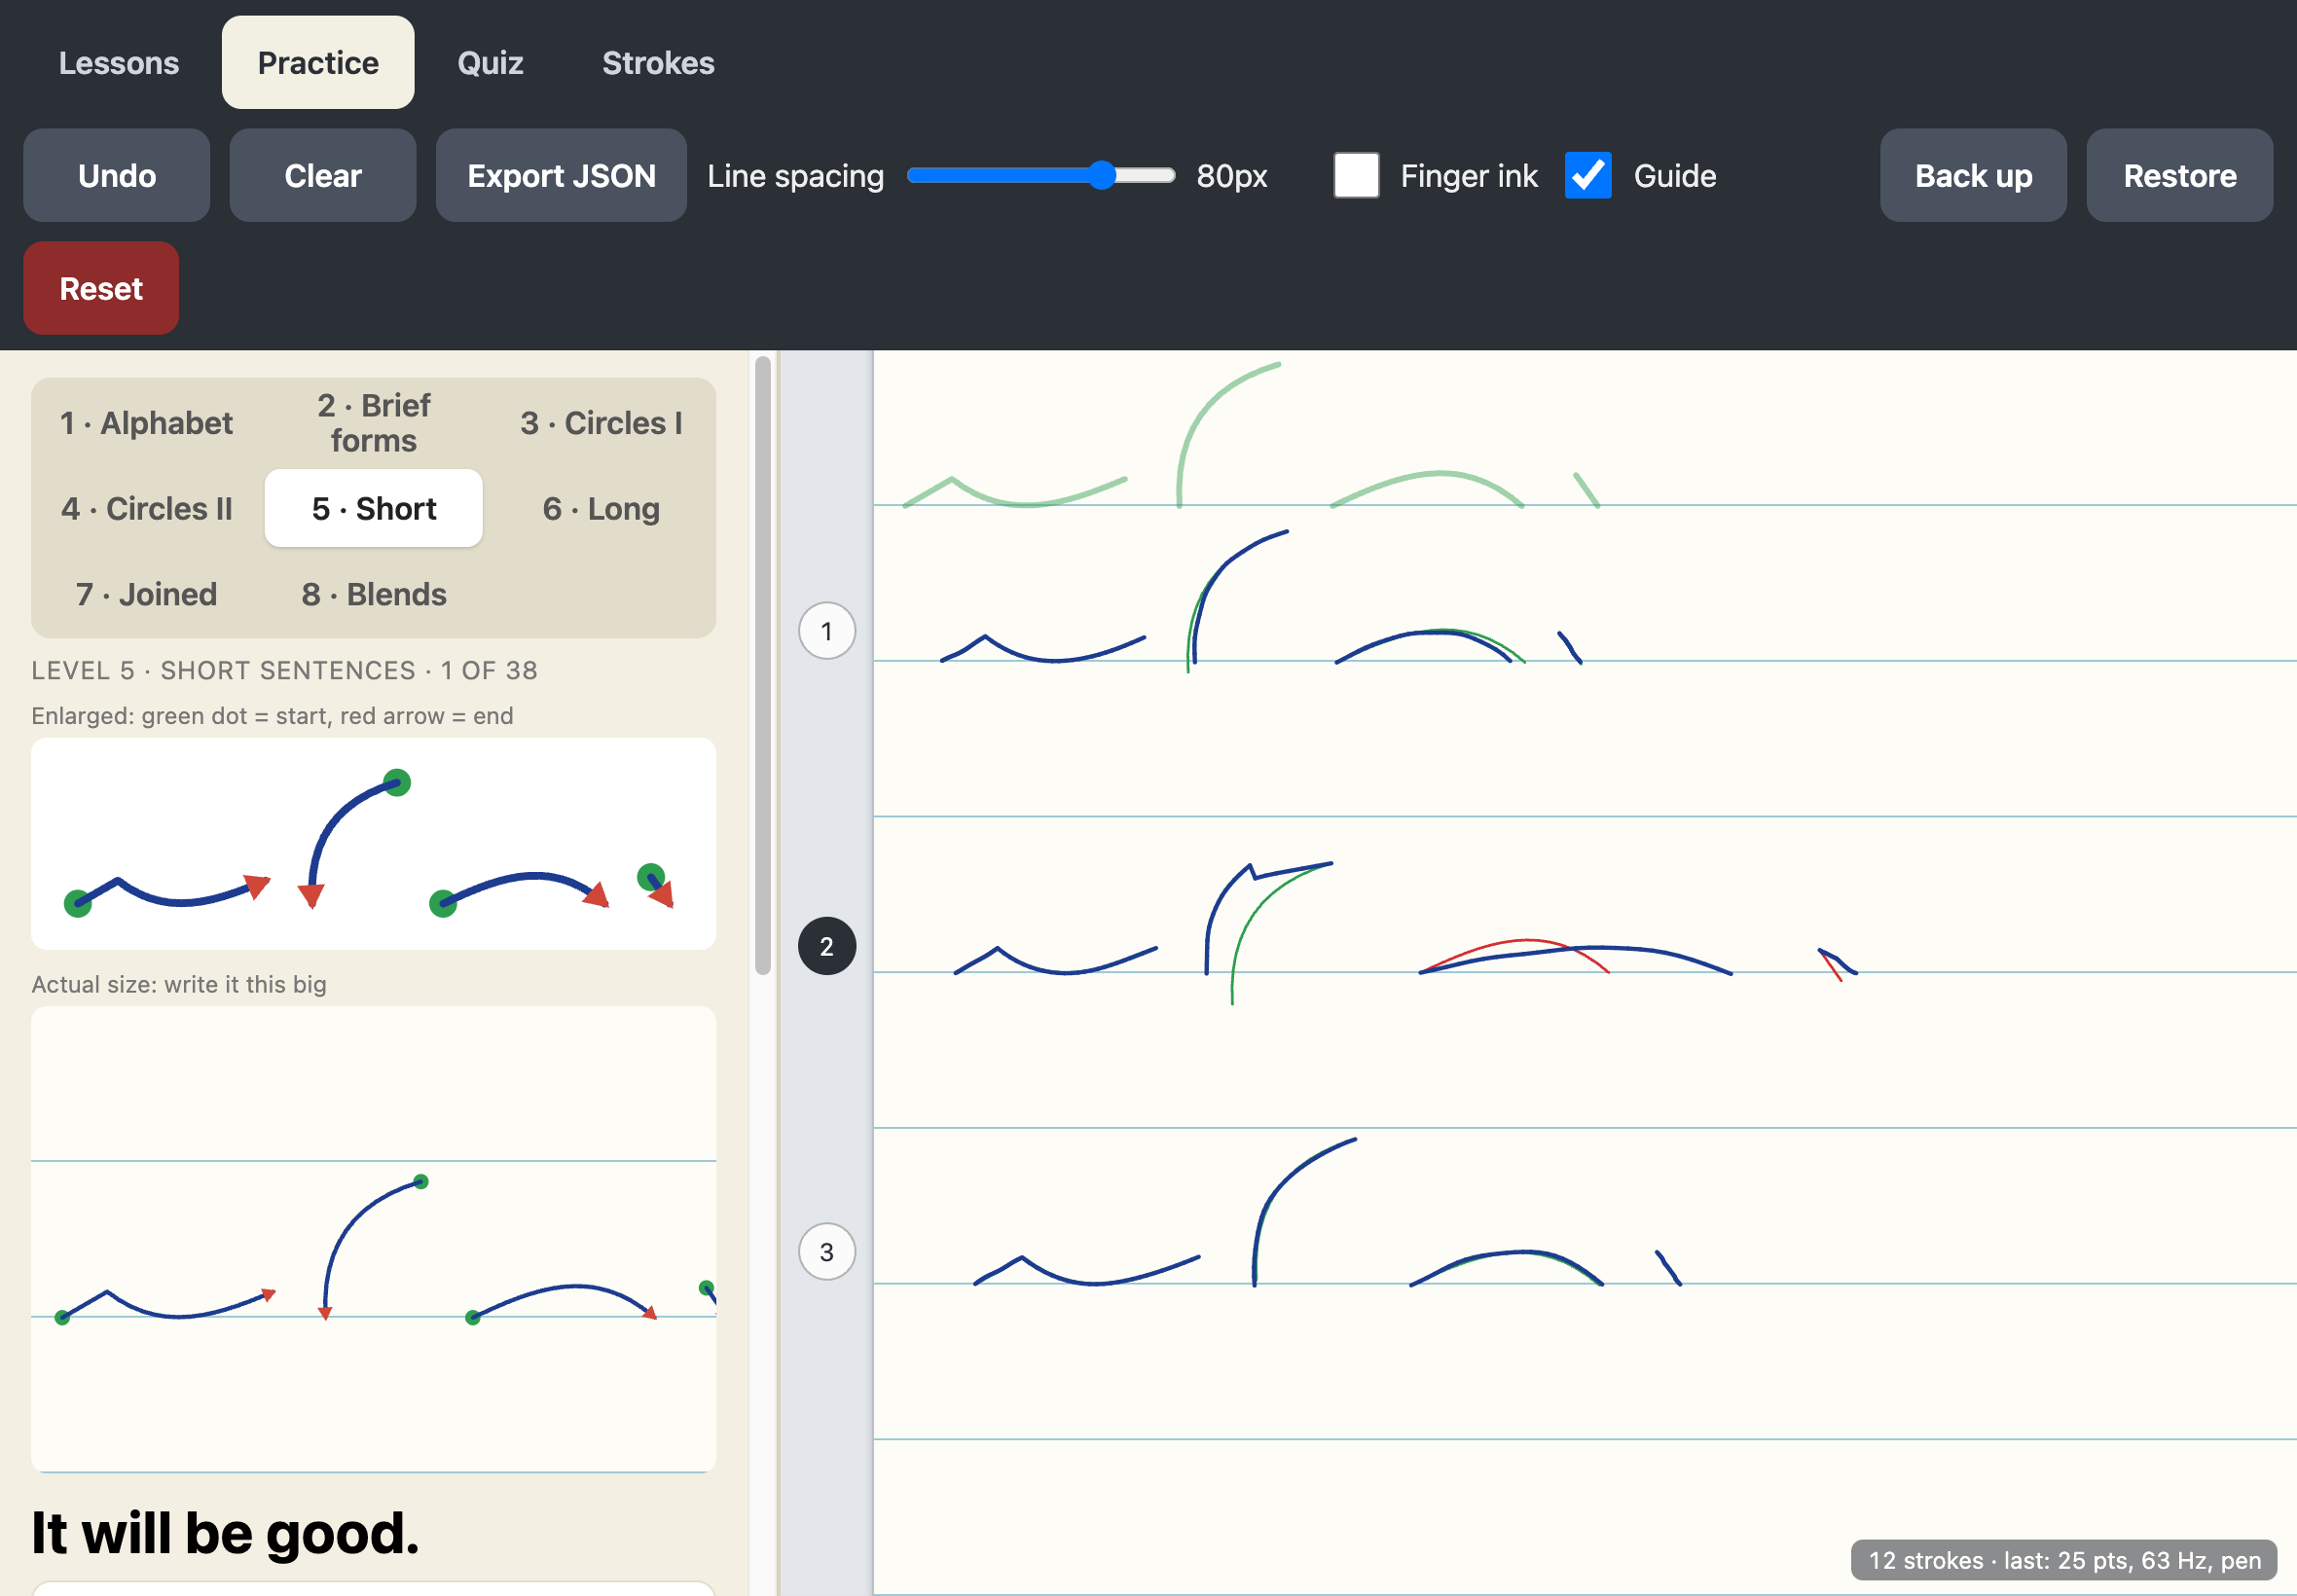 Lessons Practice Quiz Strokes
Undo Clear Export JSON Line spacing 80px Finger ink Guide Back up Restore
Reset
1 · Alphabet 2 · Brief forms 3 · Circles I
4 · Circles II 5 · Short 6 · Long
7 · Joined 8 · Blends
LEVEL 5 · SHORT SENTENCES · 1 OF 38
Enlarged: green dot = start, red arrow = end
Actual size: write it this big
It will be good.
1
2
3
12 strokes · last: 25 pts, 63 Hz, pen